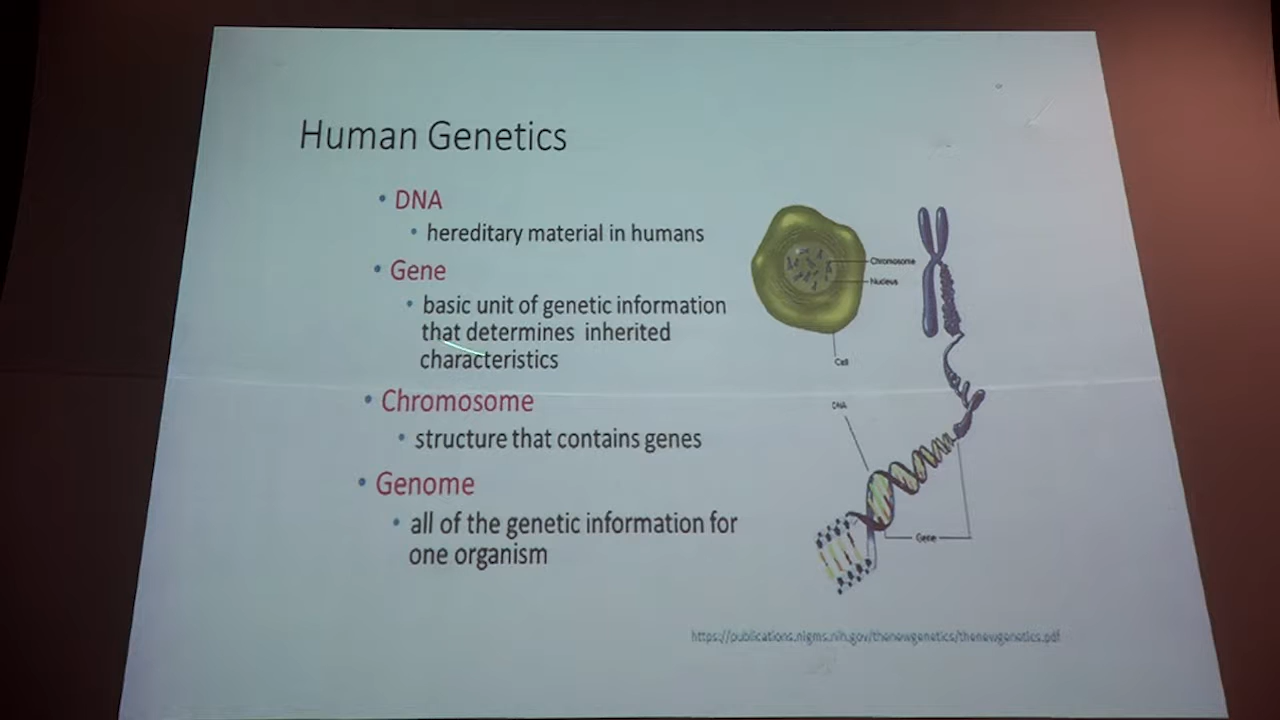 Human Genetics
• DNA
• hereditary material in humans
• Gene
• basic unit of genetic information
that determines inherited
characteristics
• Chromosome
• structure that contains genes
• Genome
• all of the genetic information for
one organism
Chromosome
Nucleus
Cell
DNA
Gene
https://publications.nigms.nih.gov/thenewgenetics/thenewgenetics.pdf